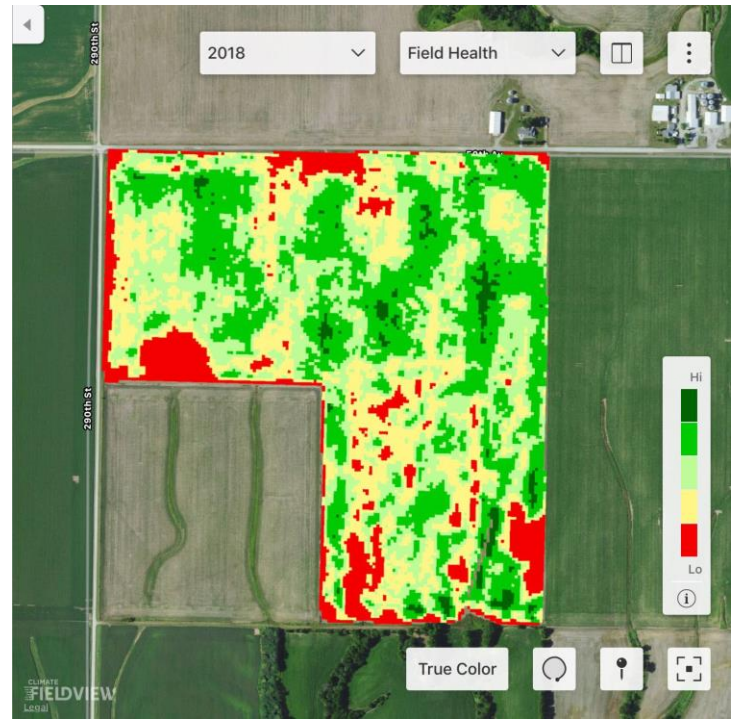 290th St
2018
Field Health
Hi
Lo
290th St
True Color
CLIMATE
FIELDVIEW
Legal